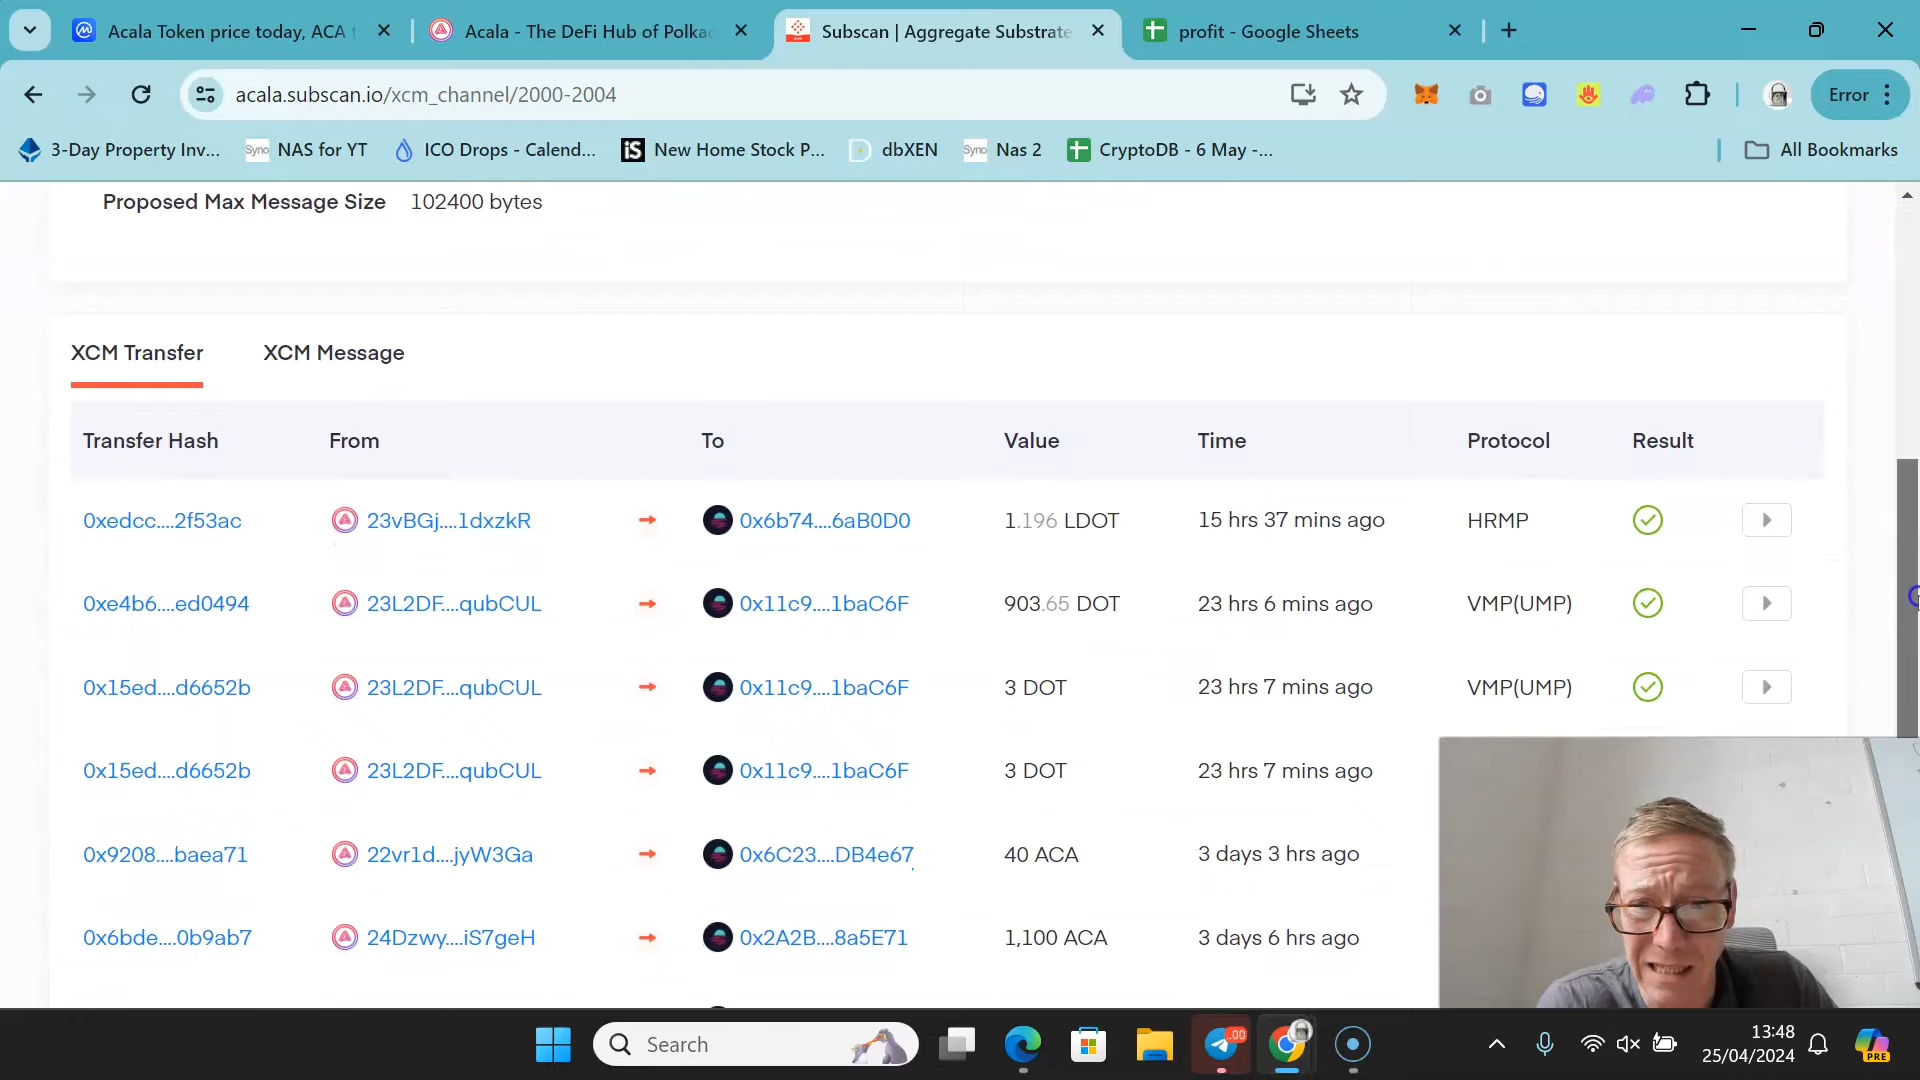 Acala Token price today, ACA t
Acala - The DeFi Hub of Polka
Subscan | Aggregate Substrate
profit - Google Sheets
acala.subscan.io/xcm_channel/2000-2004
Error
3-Day Property Inv...
Syno
NAS for YT
ICO Drops - Calend...
iS
New Home Stock P...
dbXEN
Syno
Nas 2
CryptoDB - 6 May -...
All Bookmarks
Proposed Max Message Size 102400 bytes
XCM Transfer XCM Message
Transfer Hash From To Value Time Protocol Result
0xedcc....2f53ac 23vBGj....1dxzkR 0x6b74....6aB0D0 1.196 LDOT 15 hrs 37 mins ago HRMP
0xe4b6....ed0494 23L2DF....qubCUL 0x11c9....1baC6F 903.65 DOT 23 hrs 6 mins ago VMP(UMP)
0x15ed....d6652b 23L2DF....qubCUL 0x11c9....1baC6F 3 DOT 23 hrs 7 mins ago VMP(UMP)
0x15ed....d6652b 23L2DF....qubCUL 0x11c9....1baC6F 3 DOT 23 hrs 7 mins ago
0x9208....baea71 22vr1d....jyW3Ga 0x6C23....DB4e67 40 ACA 3 days 3 hrs ago
0x6bde....0b9ab7 24Dzwy....iS7geH 0x2A2B....8a5E71 1,100 ACA 3 days 6 hrs ago
Search
.00
13:48
25/04/2024
PRE